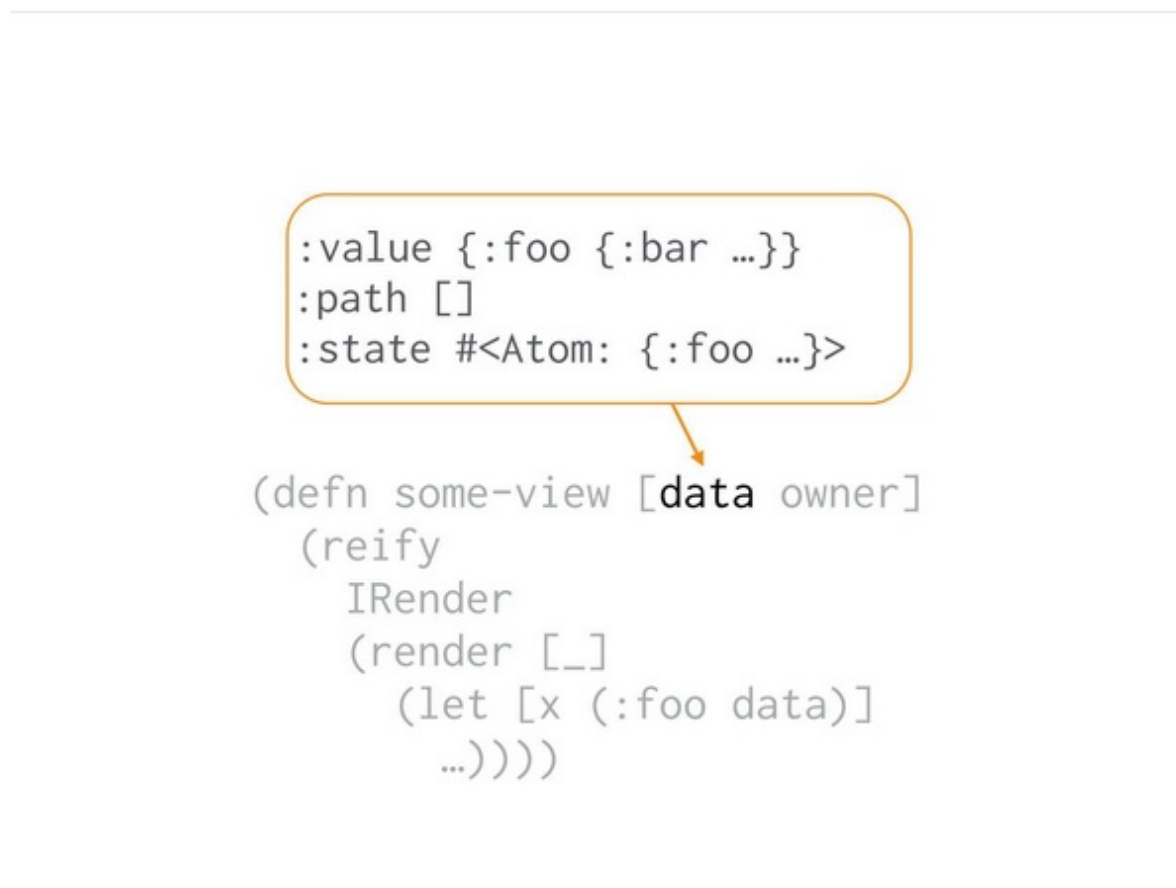 :value {:foo {:bar …}}
:path []
:state #<Atom: {:foo …}>
(defn some-view [data owner]
(reify
IRender
(render [_]
(let [x (:foo data)]
…))))